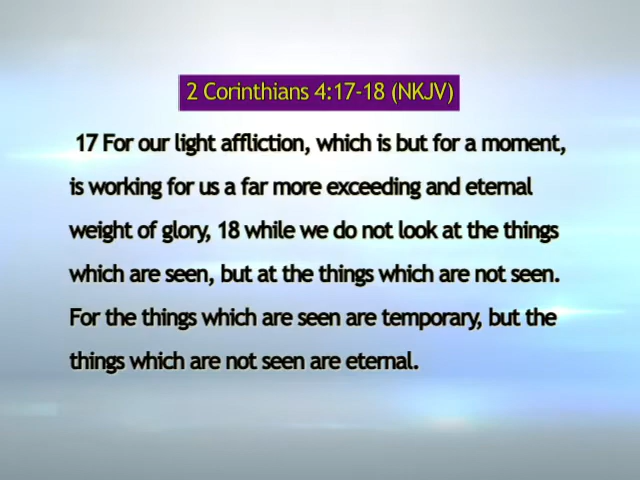 2 Corinthians 4:17-18 (NKJV)
17 For our light affliction, which is but for a moment,
is working for us a far more exceeding and eternal
weight of glory, 18 while we do not look at the things
which are seen, but at the things which are not seen.
For the things which are seen are temporary, but the
things which are not seen are eternal.